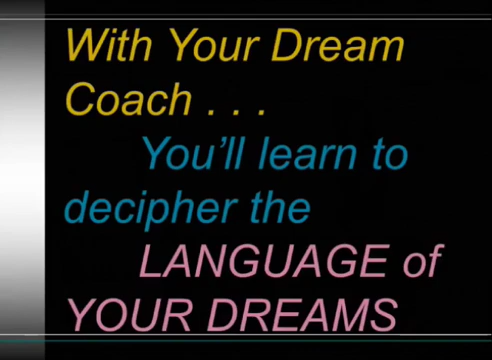 With Your Dream
Coach . . .
You'll learn to
decipher the
LANGUAGE of
YOUR DREAMS